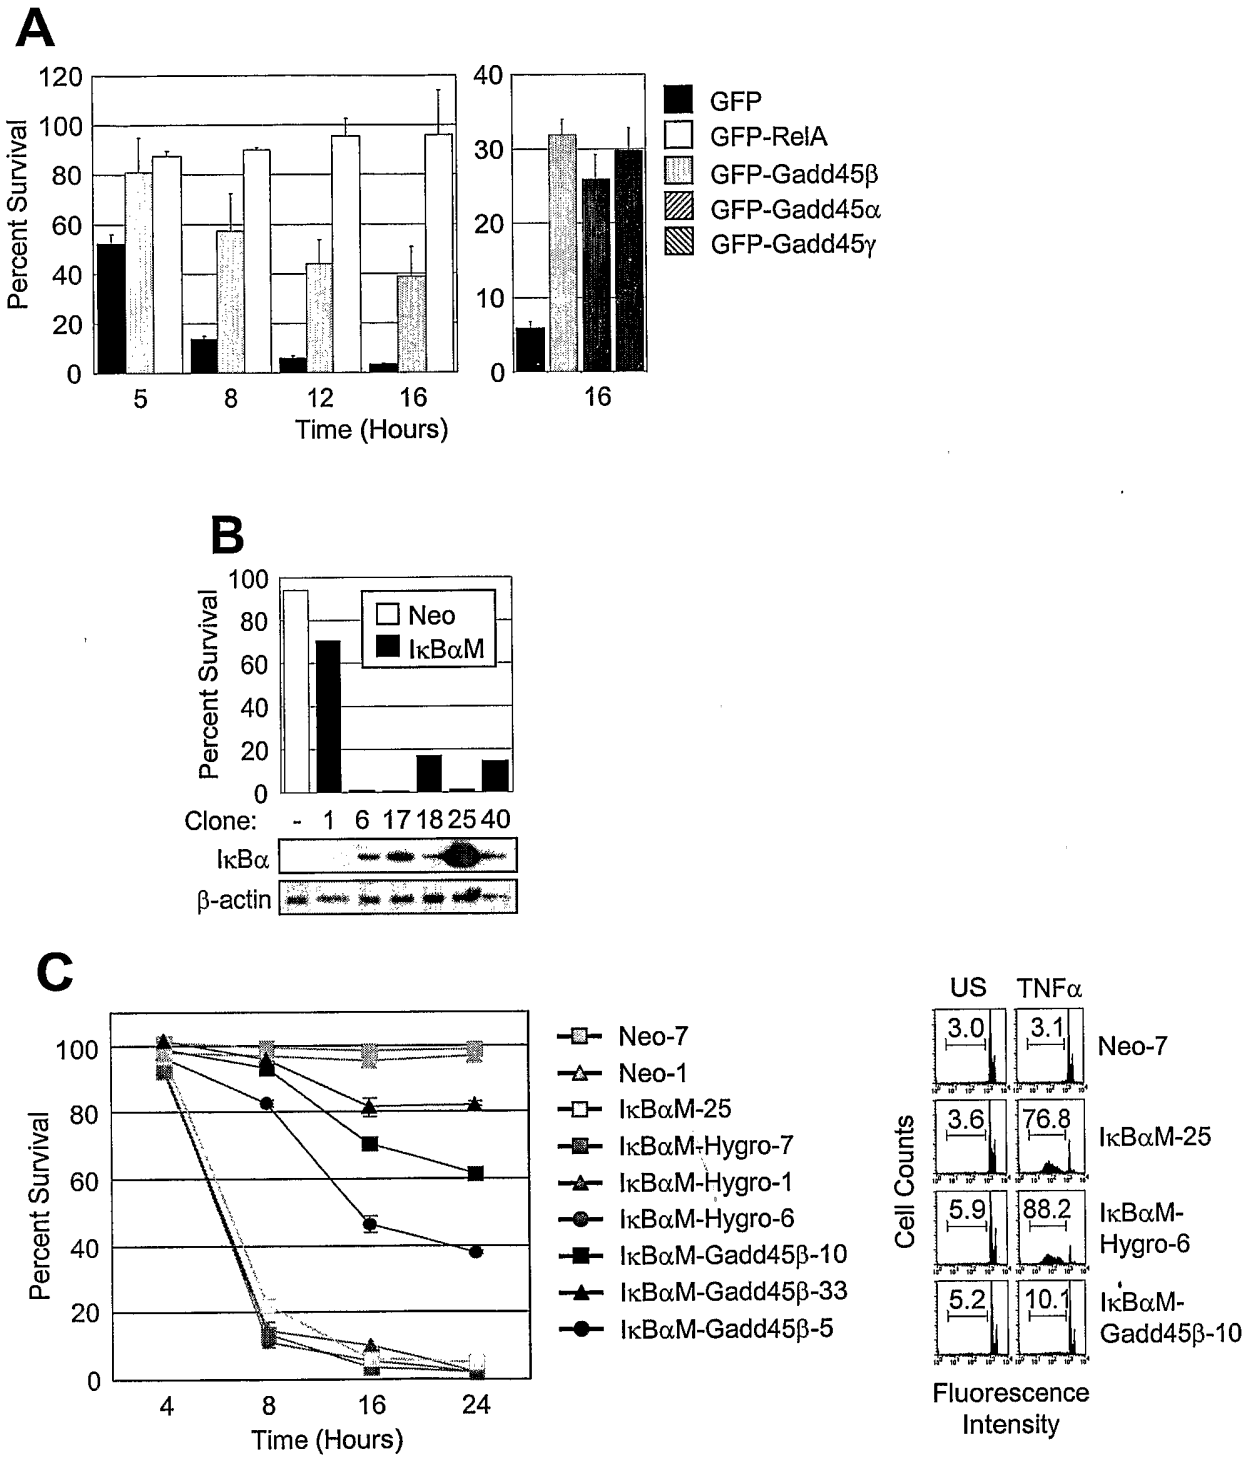 A
120
100
80
60
40
20
0
Percent Survival
5 8 12 16
Time (Hours)
40
30
20
10
0
16
GFP
GFP-RelA
GFP-Gadd45β
GFP-Gadd45α
GFP-Gadd45γ
B
100
80
60
40
20
0
Percent Survival
Neo
IκBαM
Clone: - 1 6 17 18 25 40
IκBα
β-actin
C
100
80
60
40
20
0
Percent Survival
4 8 16 24
Time (Hours)
Neo-7
Neo-1
IκBαM-25
IκBαM-Hygro-7
IκBαM-Hygro-1
IκBαM-Hygro-6
IκBαM-Gadd45β-10
IκBαM-Gadd45β-33
IκBαM-Gadd45β-5
US TNFα
3.0 3.1 Neo-7
3.6 76.8 IκBαM-25
5.9 88.2 IκBαM-
Hygro-6
5.2 10.1 IκBαM-
Gadd45β-10
Cell Counts
Fluorescence
Intensity